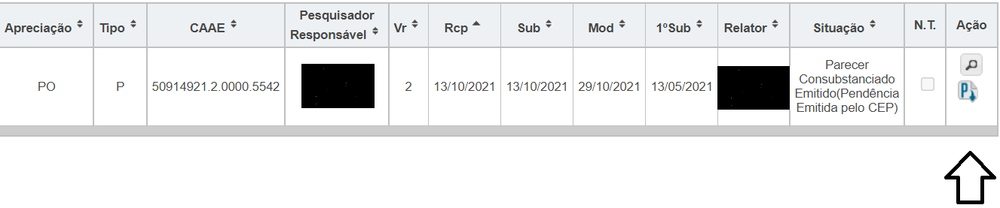 Apreciação Tipo CAAE Pesquisador Responsável Vr Rcp Sub Mod 1ºSub Relator Situação N.T. Ação
PO P 50914921.2.0000.5542 2 13/10/2021 13/10/2021 29/10/2021 13/05/2021 Parecer
Consubstanciado
Emitido(Pendência
Emitida pelo CEP)
P